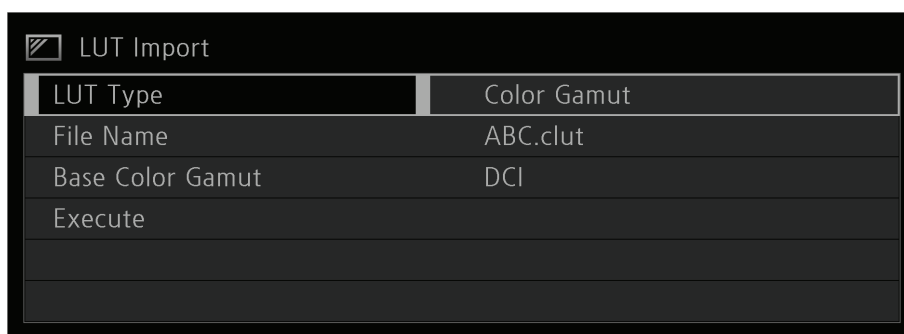 LUT Import
LUT Type Color Gamut
File Name ABC.clut
Base Color Gamut DCI
Execute